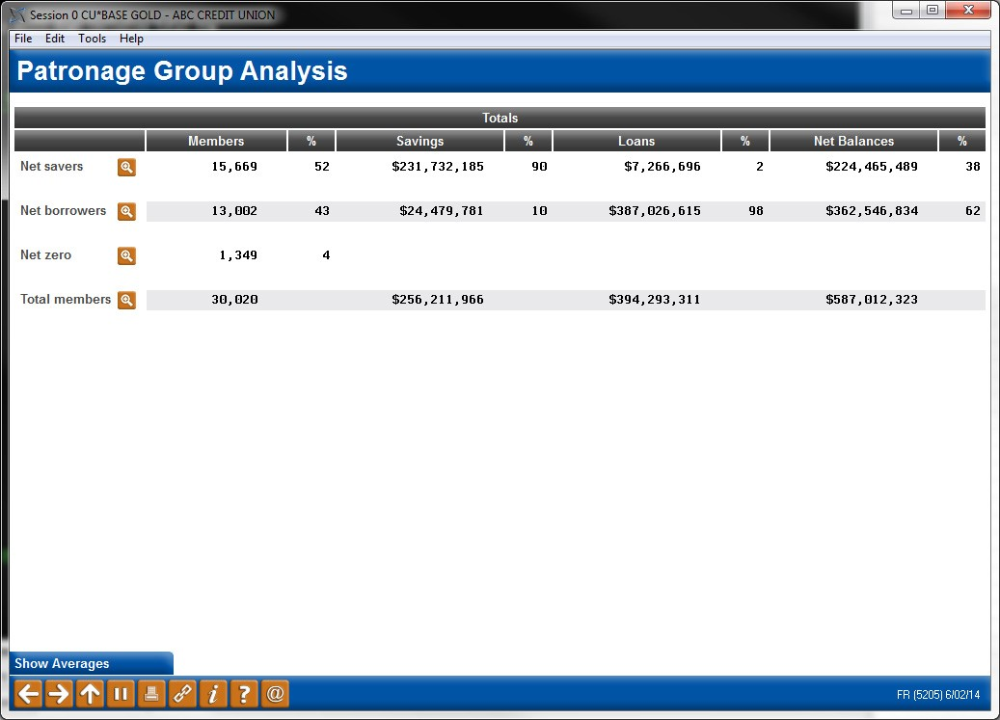 Session 0 CU*BASE GOLD - ABC CREDIT UNION
File Edit Tools Help
Patronage Group Analysis
Totals
Members % Savings % Loans % Net Balances %
Net savers 15,669 52 $231,732,185 90 $7,266,696 2 $224,465,489 38
Net borrowers 13,002 43 $24,479,781 10 $387,026,615 98 $362,546,834 62
Net zero 1,349 4
Total members 30,020 $256,211,966 $394,293,311 $587,012,323
Show Averages
FR (5205) 6/02/14